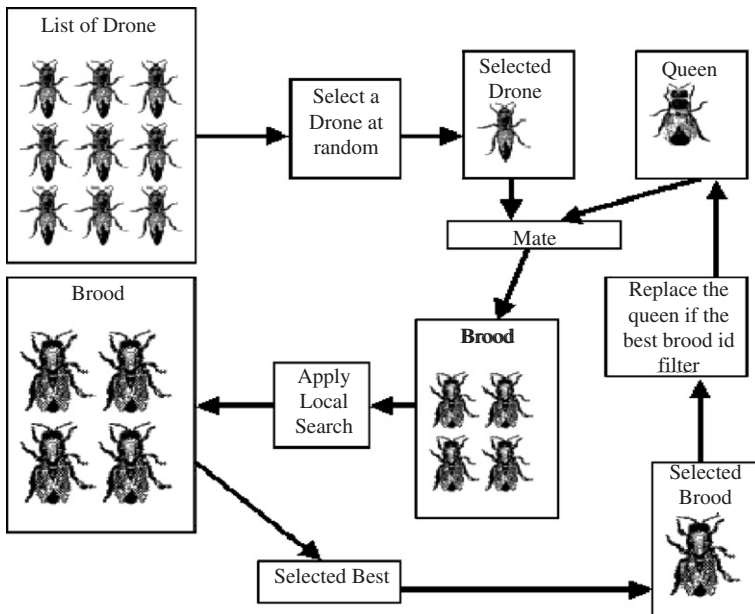 List of Drone
Select a
Drone at
random
Selected
Drone
Queen
Mate
Brood
Apply
Local
Search
Brood
Replace the
queen if the
best brood id
filter
Selected Best
Selected
Brood